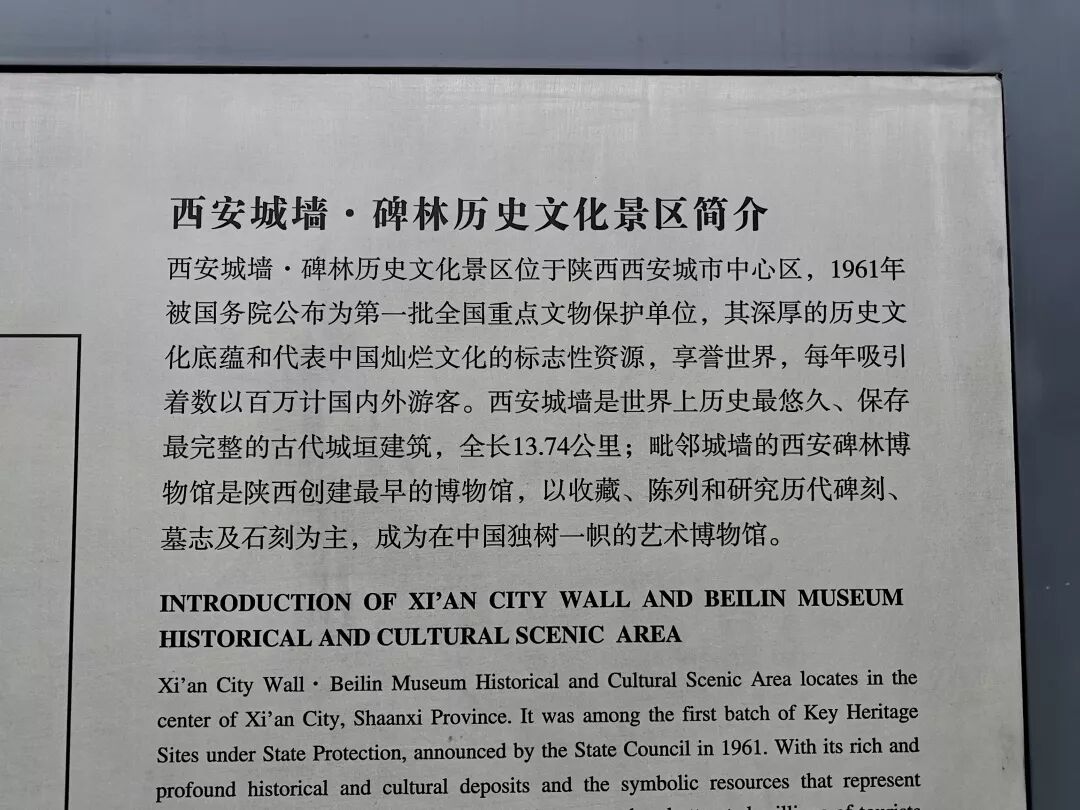 西安城墙·碑林历史文化景区简介
西安城墙·碑林历史文化景区位于陕西西安城市中心区，1961年
被国务院公布为第一批全国重点文物保护单位，其深厚的历史文
化底蕴和代表中国灿烂文化的标志性资源，享誉世界，每年吸引
着数以百万计国内外游客。西安城墙是世界上历史最悠久、保存
最完整的古代城垣建筑，全长13.74公里；毗邻城墙的西安碑林博
物馆是陕西创建最早的博物馆，以收藏、陈列和研究历代碑刻、
墓志及石刻为主，成为在中国独树一帜的艺术博物馆。
INTRODUCTION OF XI'AN CITY WALL AND BEILIN MUSEUM
HISTORICAL AND CULTURAL SCENIC AREA
Xi'an City Wall · Beilin Museum Historical and Cultural Scenic Area locates in the
center of Xi'an City, Shaanxi Province. It was among the first batch of Key Heritage
Sites under State Protection, announced by the State Council in 1961. With its rich and
profound historical and cultural deposits and the symbolic resources that represent